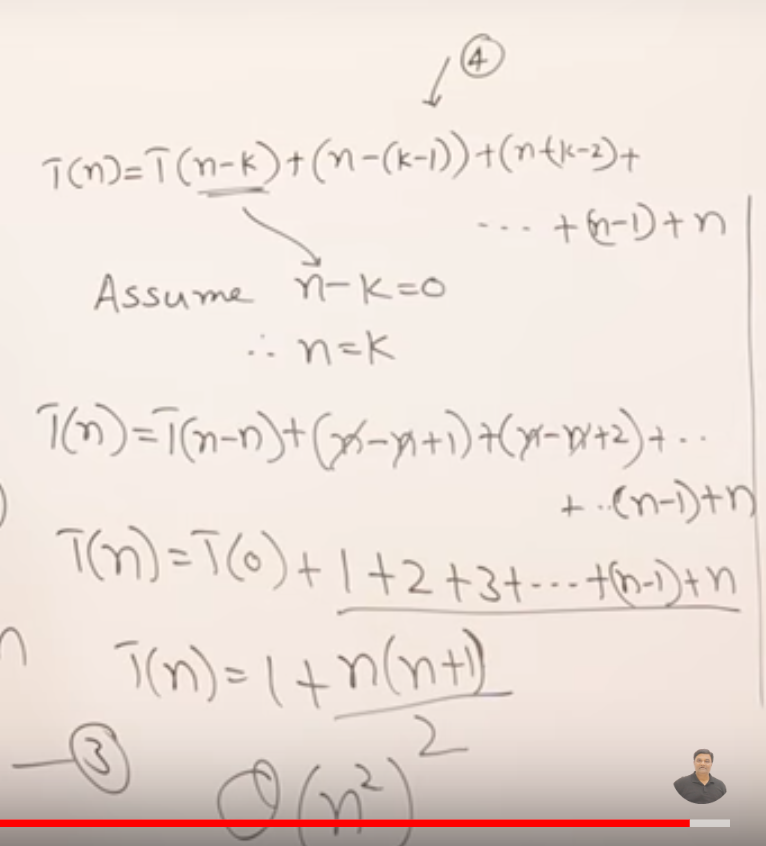 ④
T(n)=T(n-k)+(n-(k-1))+(n-(k-2)+
... +(n-1)+n
Assume n-k=0
∴ n=k
T(n)=T(n-n)+(n-n+1)+(n-n+2)+..
+ ..(n-1)+n
T(n)=T(0)+1+2+3+...+(n-1)+n
n
T(n)=1+n(n+1)
2
③
O(n²)